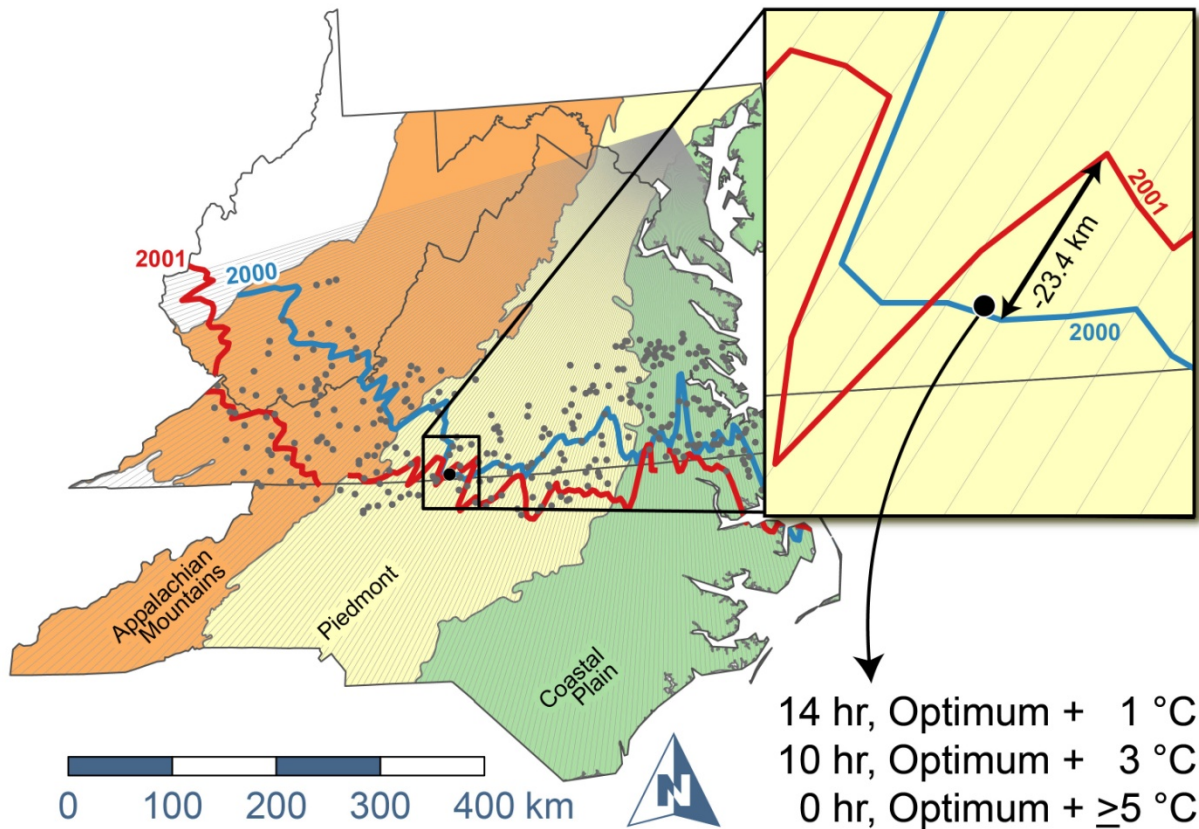 2001
2000
2001
-23.4 km
2000
Appalachian
Mountains
Piedmont
Coastal
Plain
14 hr, Optimum + 1 °C
10 hr, Optimum + 3 °C
0 hr, Optimum + ≥5 °C
0 100 200 300 400 km
N